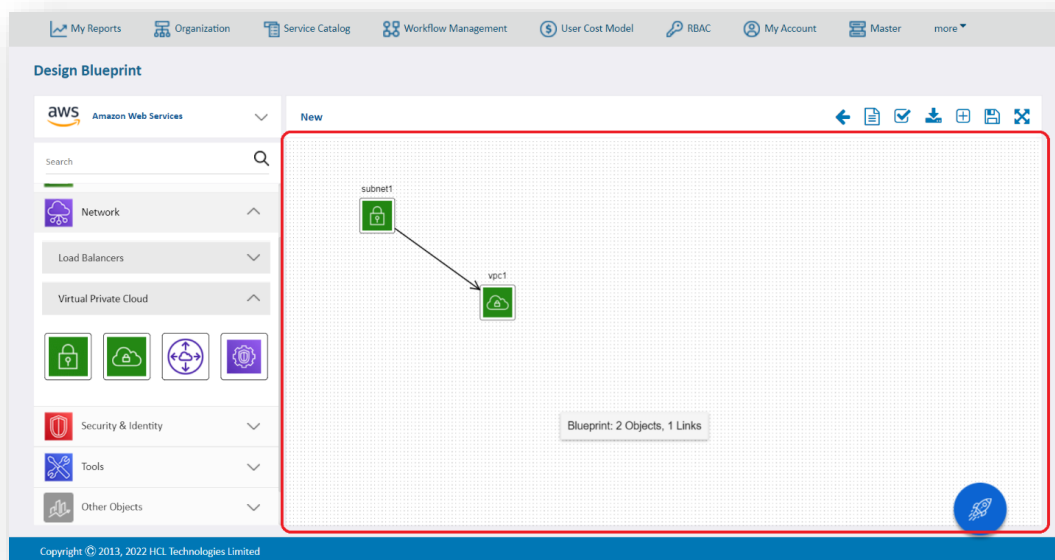 My Reports Organization Service Catalog Workflow Management User Cost Model RBAC My Account Master more
Design Blueprint
aws Amazon Web Services
New
Search
Network
Load Balancers
Virtual Private Cloud
Security & Identity
Tools
Other Objects
subnet1
vpc1
Blueprint: 2 Objects, 1 Links
Copyright © 2013, 2022 HCL Technologies Limited